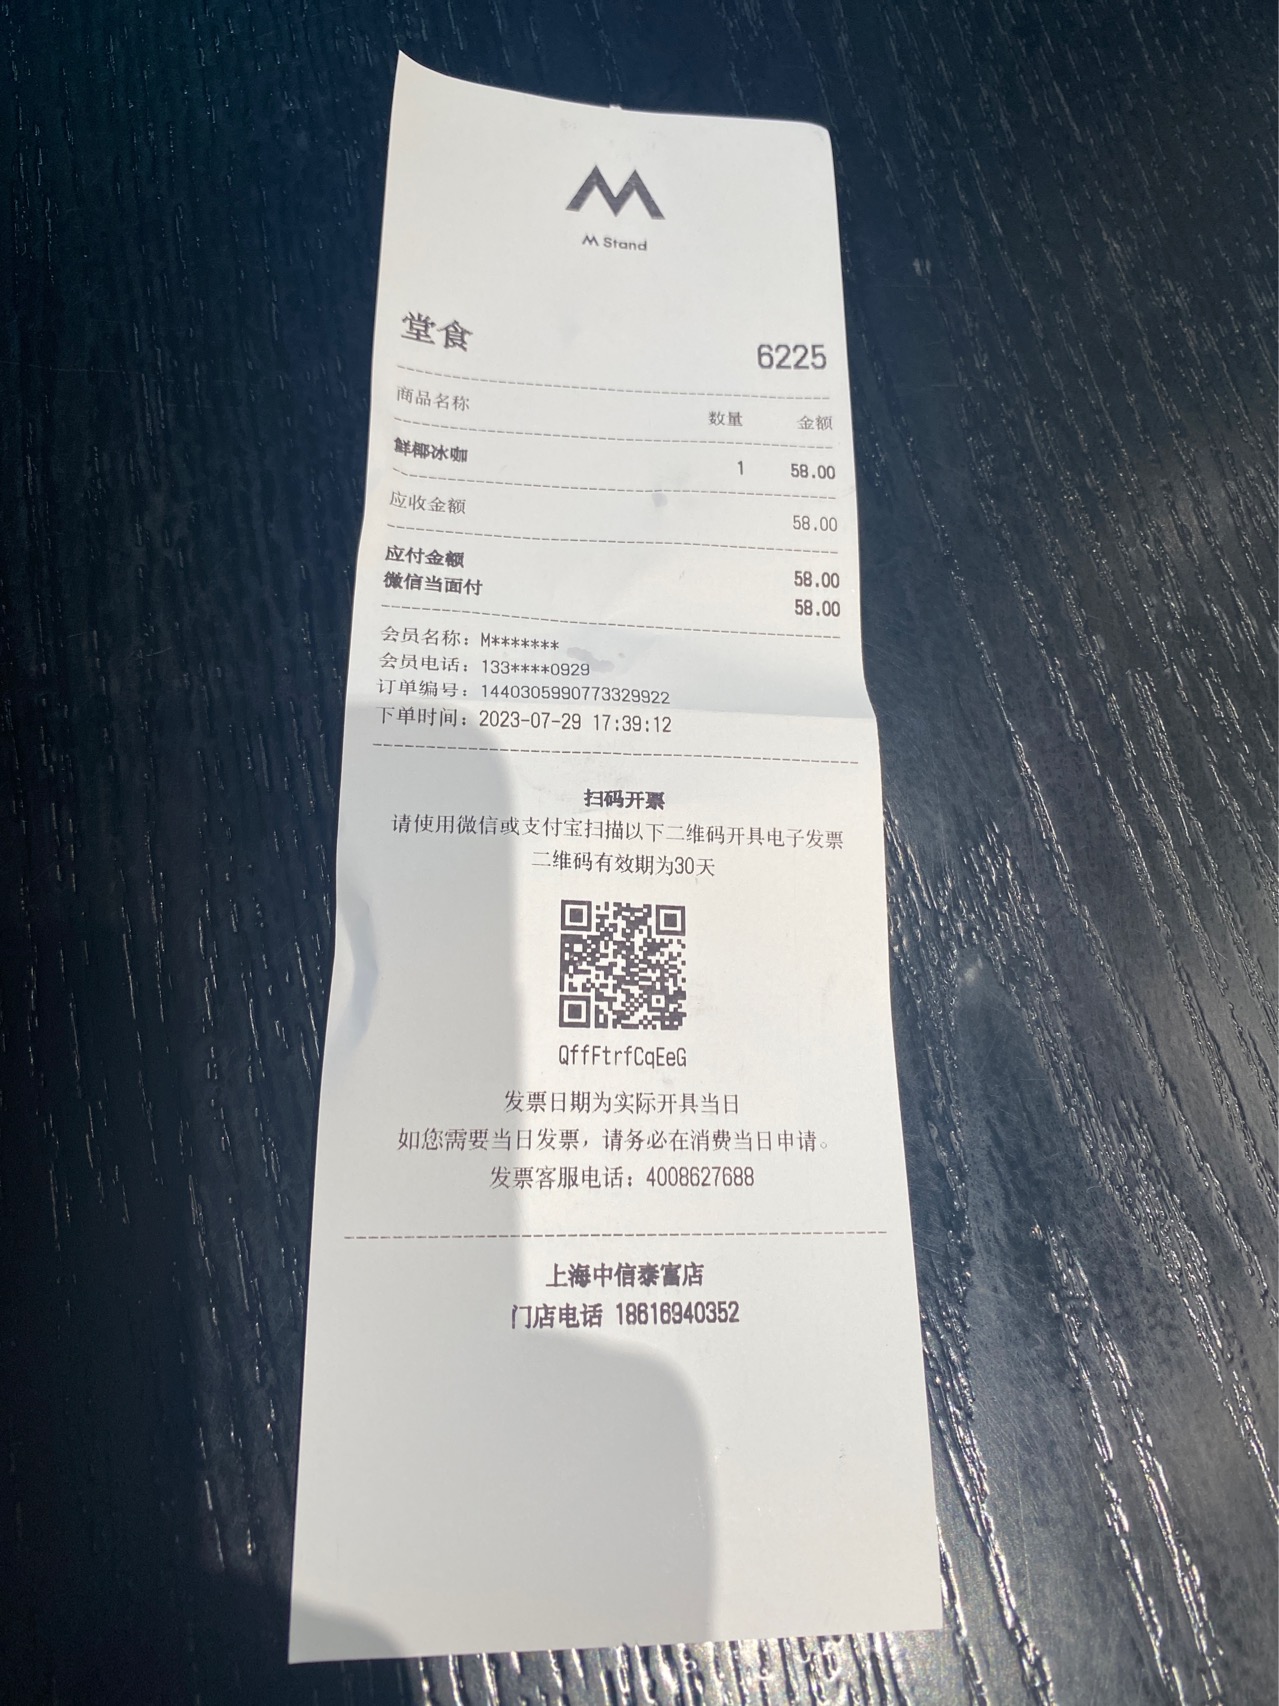 M Stand
堂食 6225
商品名称 数量 金额
鲜椰冰咖 1 58.00
应收金额 58.00
应付金额 58.00
微信当面付 58.00
会员名称：M*******
会员电话：133****0929
订单编号：1440305990773329922
下单时间：2023-07-29 17:39:12
扫码开票
请使用微信或支付宝扫描以下二维码开具电子发票
二维码有效期为30天
QffFtrfCqEeG
发票日期为实际开具当日
如您需要当日发票，请务必在消费当日申请。
发票客服电话：4008627688
上海中信泰富店
门店电话 18616940352